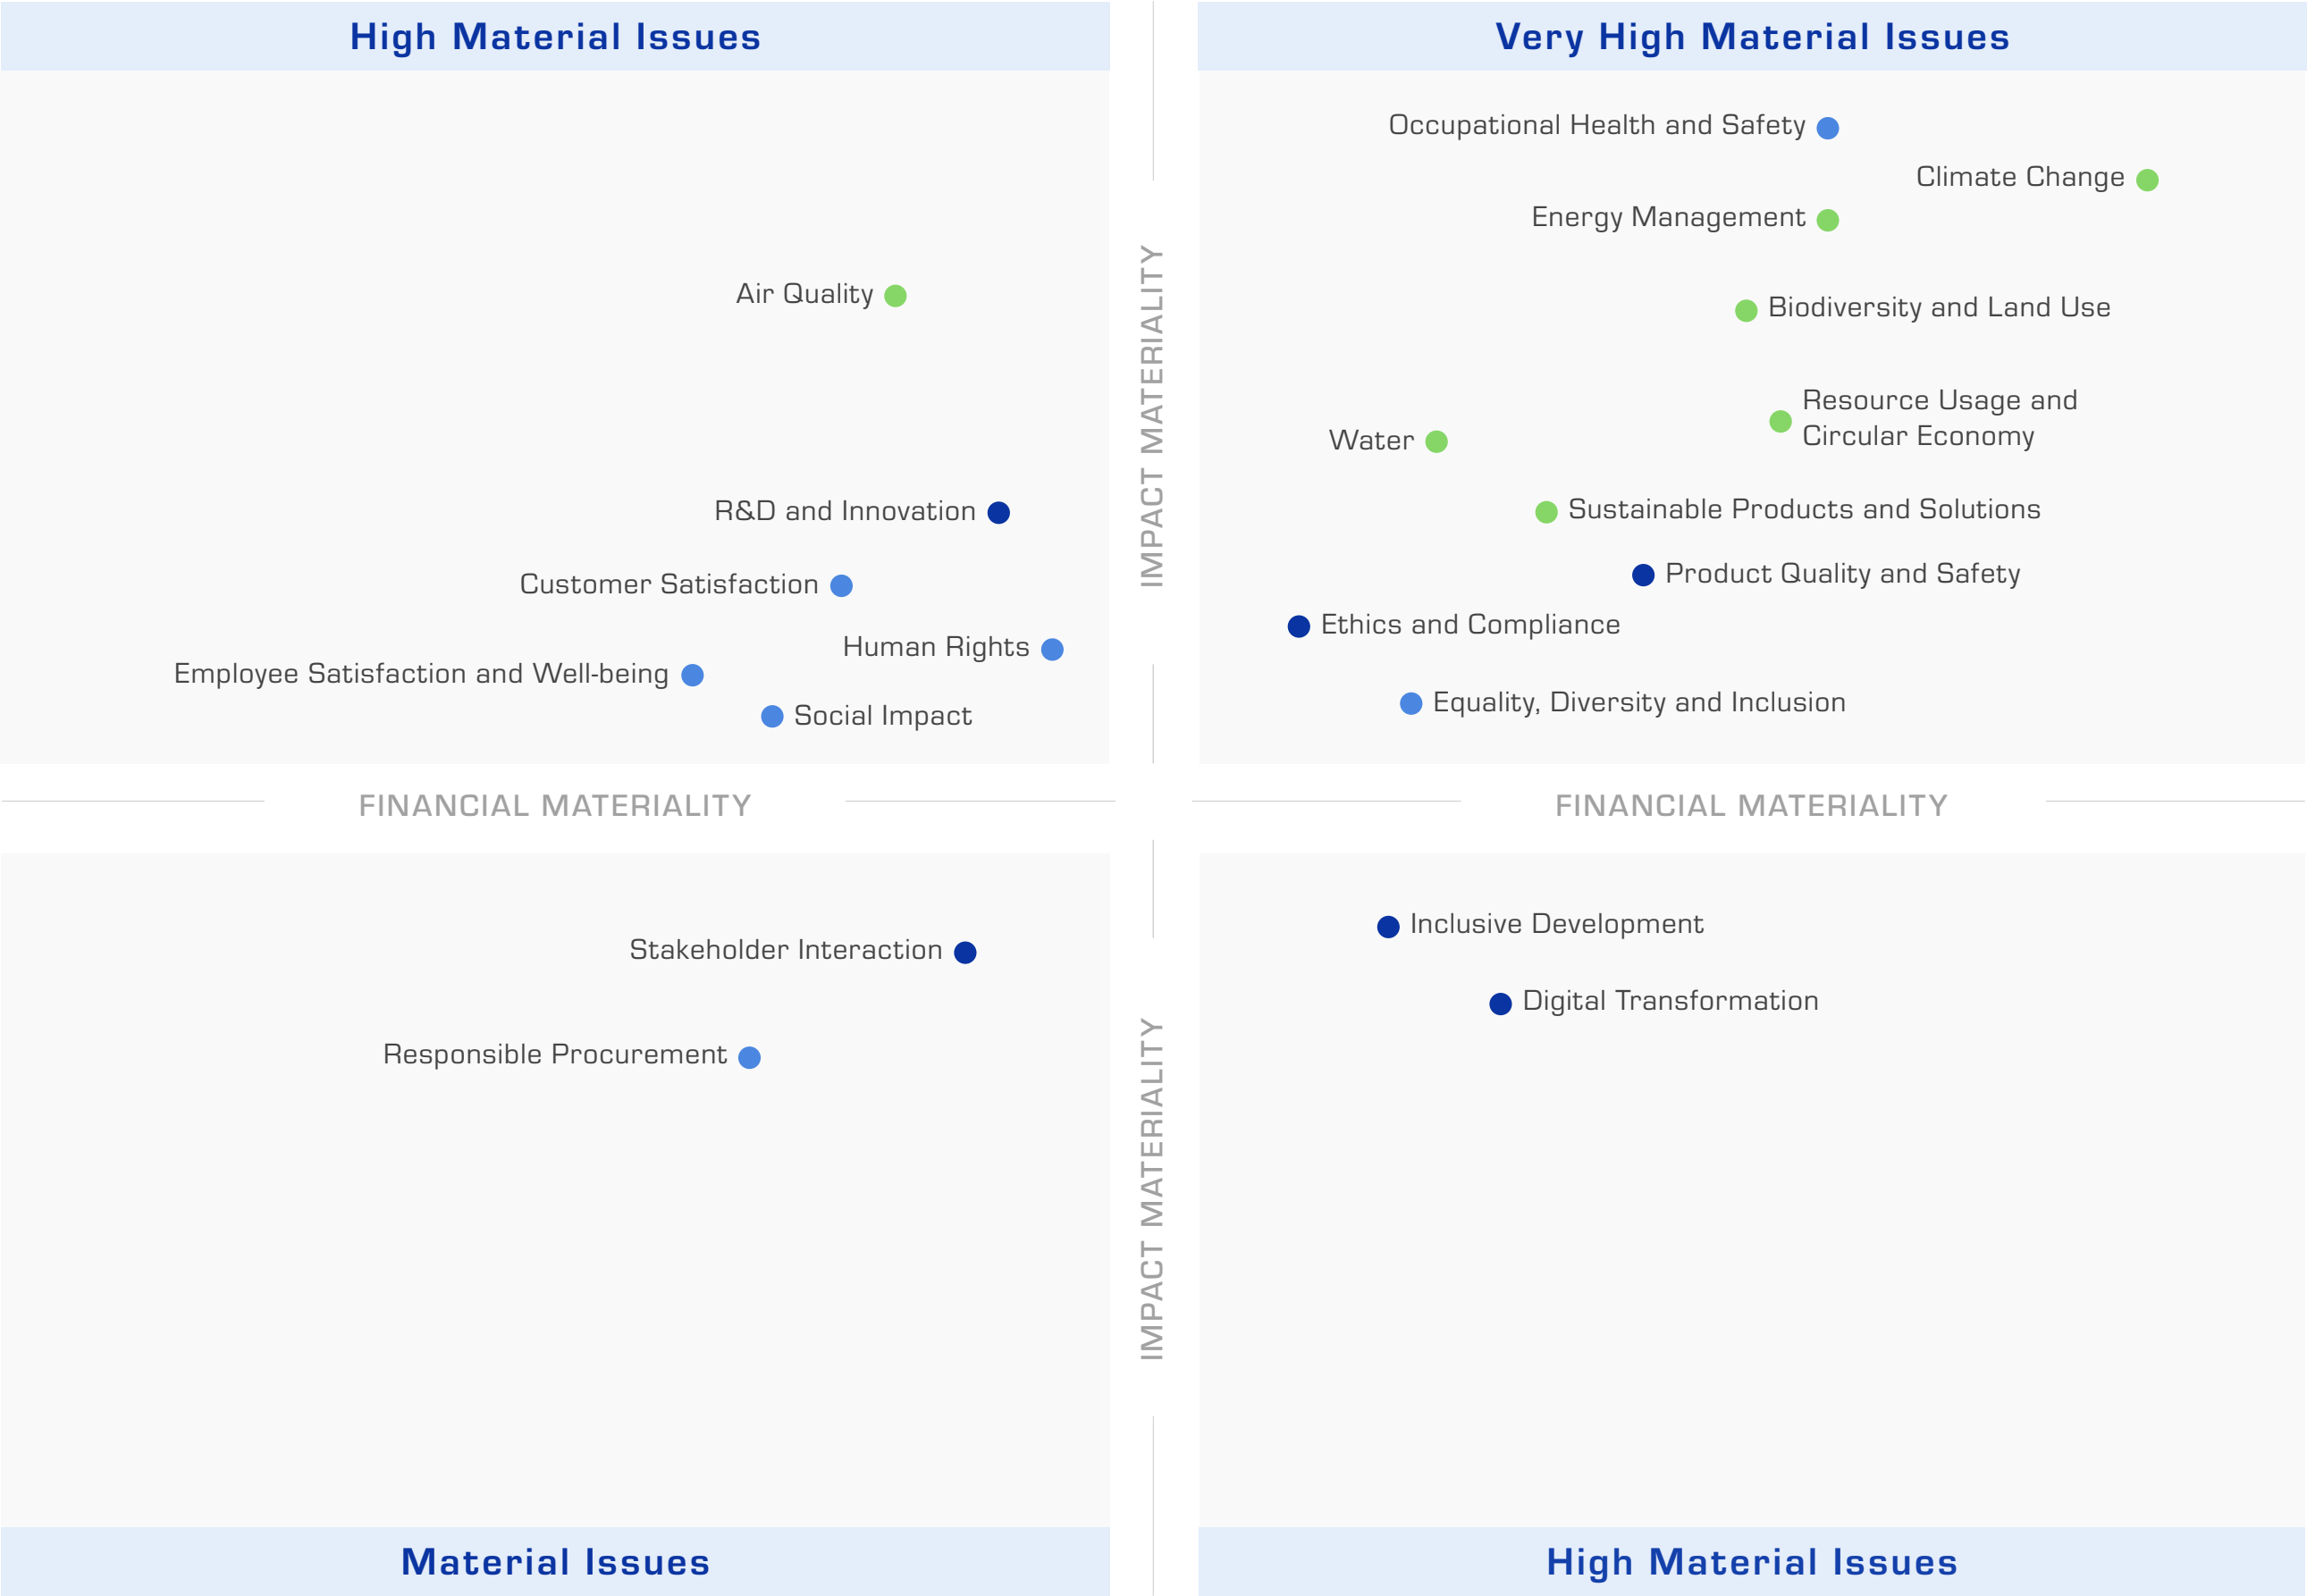 High Material Issues
Very High Material Issues
Occupational Health and Safety
Climate Change
Energy Management
Air Quality
Biodiversity and Land Use
Resource Usage and
Circular Economy
Water
R&D and Innovation
Sustainable Products and Solutions
Customer Satisfaction
Product Quality and Safety
Ethics and Compliance
Human Rights
Employee Satisfaction and Well-being
Equality, Diversity and Inclusion
Social Impact
IMPACT MATERIALITY
FINANCIAL MATERIALITY
FINANCIAL MATERIALITY
Stakeholder Interaction
Inclusive Development
Digital Transformation
Responsible Procurement
IMPACT MATERIALITY
Material Issues
High Material Issues